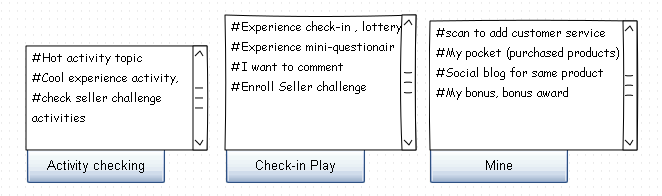 #Hot activity topic
#Cool experience activity,
#check seller challenge
activities
Activity checking
#Experience check-in , lottery
#Experience mini-questionair
#I want to comment
#Enroll Seller challenge
Check-in Play
#scan to add customer service
#My pocket (purchased products)
#Social blog for same product
#My bonus, bonus award
Mine